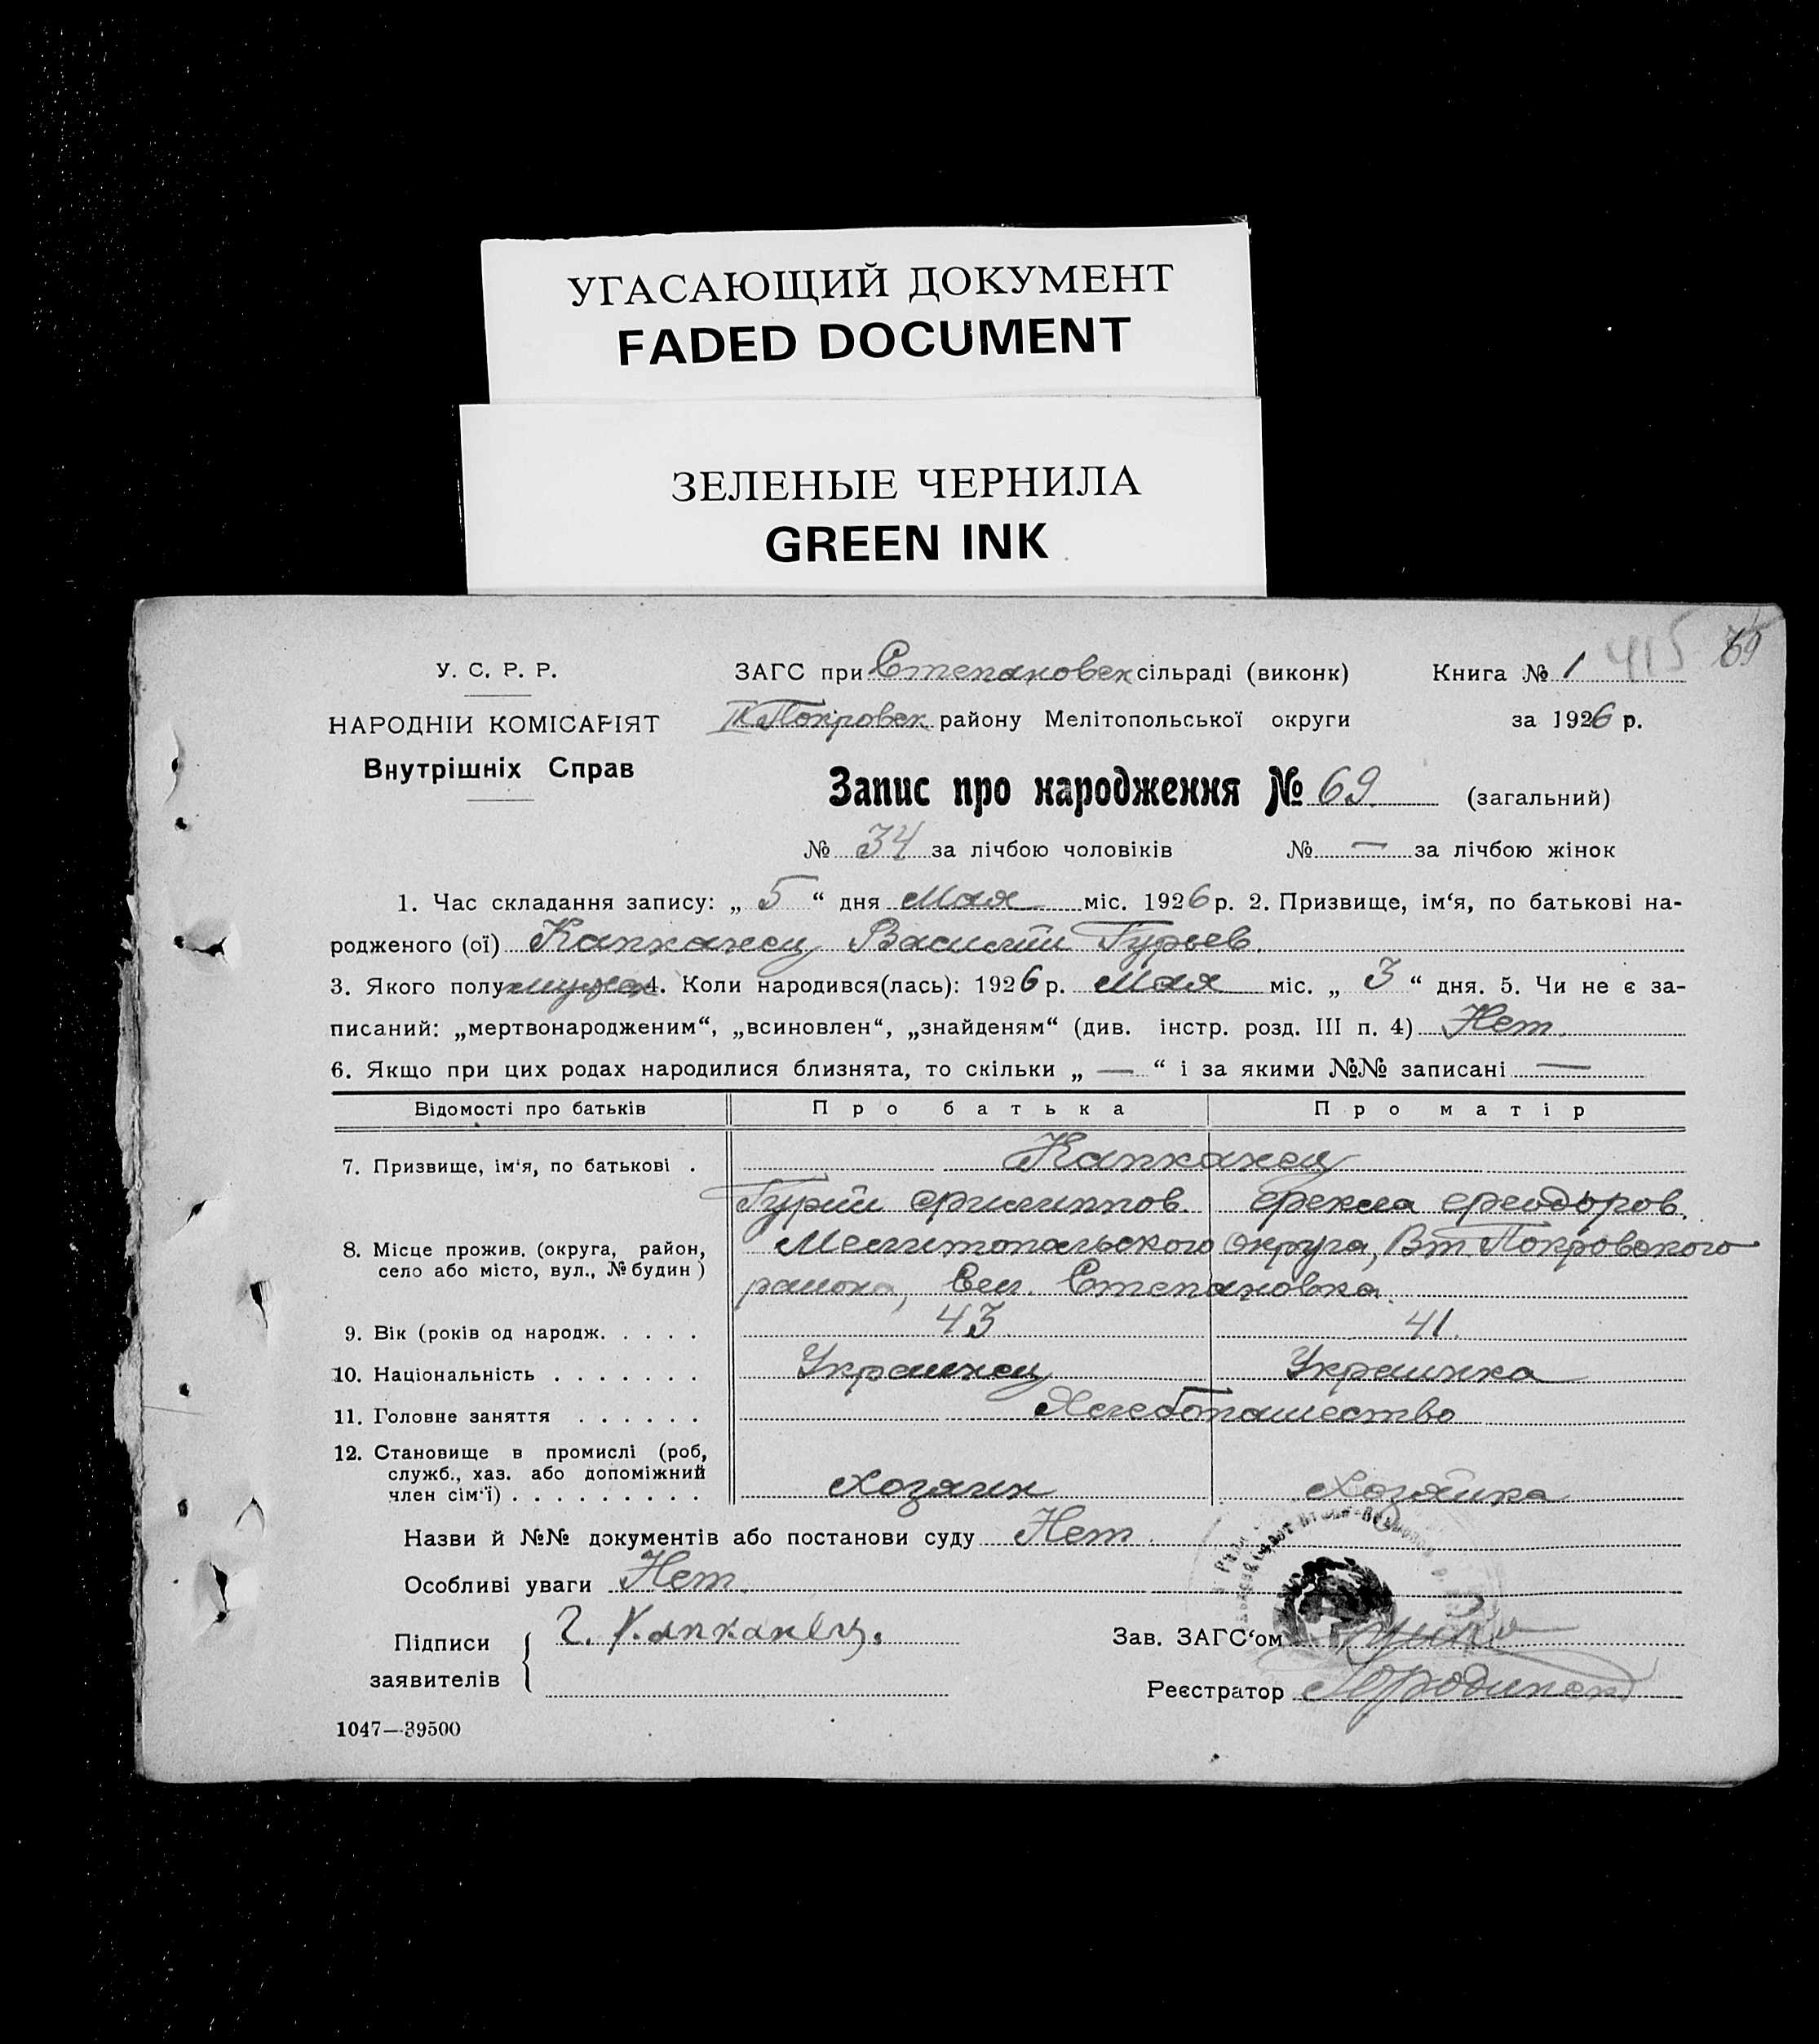 УГАСАЮЩИЙ ДОКУМЕНТ
FADED DOCUMENT
ЗЕЛЕНЫЕ ЧЕРНИЛА
GREEN INK
415 69
У. С. Р. Р.
НАРОДНІЙ КОМІСАРІЯТ
Внутрішніх Справ
ЗАГС при Степановск сільраді (виконк) Книга № 1
II Покровск району Мелітопольської округи за 1926 р.
Запис про народження № 69 (загальний)
№ 34 за лічбою чоловіків № — за лічбою жінок
1. Час складання запису: „ 5 “ дня Мая міс. 1926 р. 2. Призвище, ім‘я, по батькові на-
родженого (ої) Капканец Василий Гурьев.
3. Якого полу мужск 4. Коли народився(лась): 1926 р. Мая міс. „ 3 “ дня. 5. Чи не є за-
писаний: „мертвонародженим“, „всиновлен“, „знайденям“ (див. інстр. розд. III п. 4) Нет.
6. Якщо при цих родах народилися близнята, то скільки „ — “ і за якими №№ записані —
Відомості про батьків Про батька Про матір
7. Призвище, ім‘я, по батькові . Капканец
Гурий Филиппов. Фекла Феодоров.
8. Місце прожив. (округа, район, село або місто, вул., № будин) Мелитопольского округа, Вт Покровского
района, Сел. Степановка.
9. Вік (років од народж. . . . . 43 41.
10. Національність . . . . . . . Украинец Украинка
11. Головне заняття . . . . . . Хлебопашество
12. Становище в промислі (роб,
служб., хаз. або допоміжний
член сім‘ї) . . . . . . . . . Хозяин Хозяйка
Назви й №№ документів або постанови суду Нет.
Особливі уваги Нет.
Підписи
заявителів
Г. Капканец.
Зав. ЗАГС‘ом
Реєстратор
1047—39500